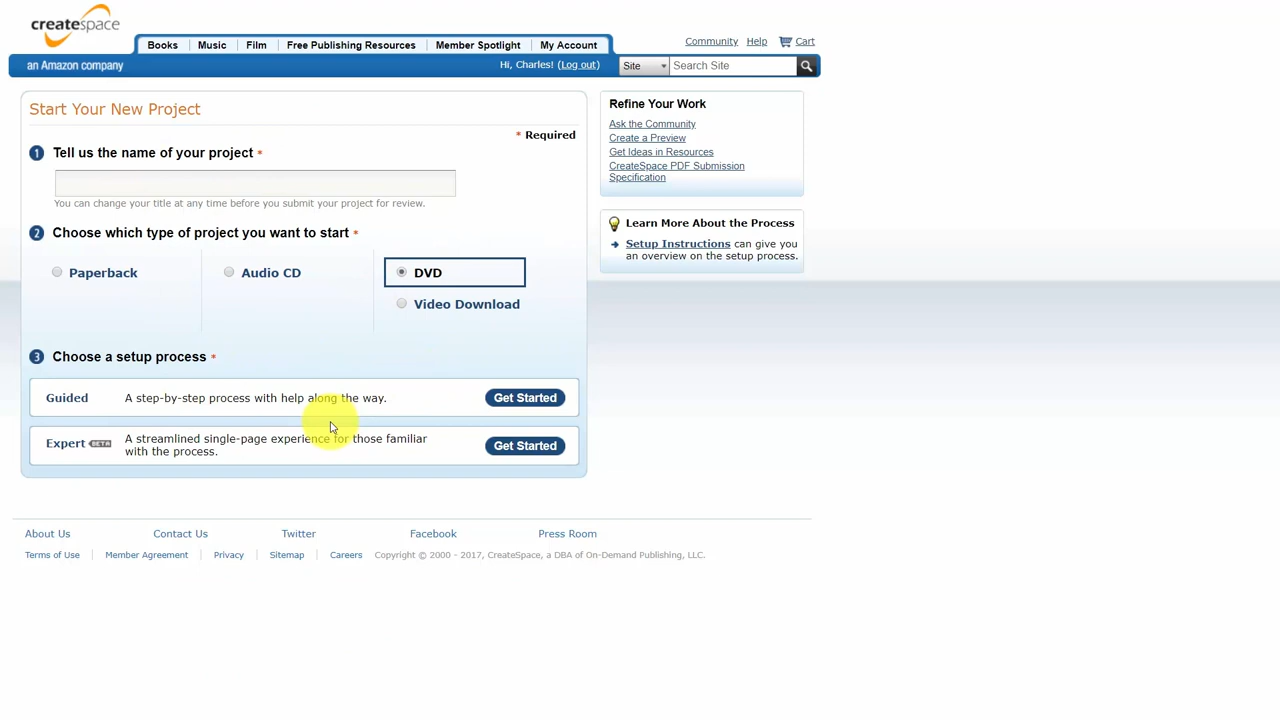 createspace
Books Music Film Free Publishing Resources Member Spotlight My Account
Community Help Cart
an Amazon company
Hi, Charles! (Log out)
Site
Search Site
Start Your New Project
* Required
1 Tell us the name of your project *
You can change your title at any time before you submit your project for review.
2 Choose which type of project you want to start *
Paperback
Audio CD
DVD
Video Download
3 Choose a setup process *
Guided A step-by-step process with help along the way. Get Started
Expert BETA A streamlined single-page experience for those familiar
with the process. Get Started
Refine Your Work
Ask the Community
Create a Preview
Get Ideas in Resources
CreateSpace PDF Submission
Specification
Learn More About the Process
Setup Instructions can give you
an overview on the setup process.
About Us Contact Us Twitter Facebook Press Room
Terms of Use Member Agreement Privacy Sitemap Careers Copyright © 2000 - 2017, CreateSpace, a DBA of On-Demand Publishing, LLC.